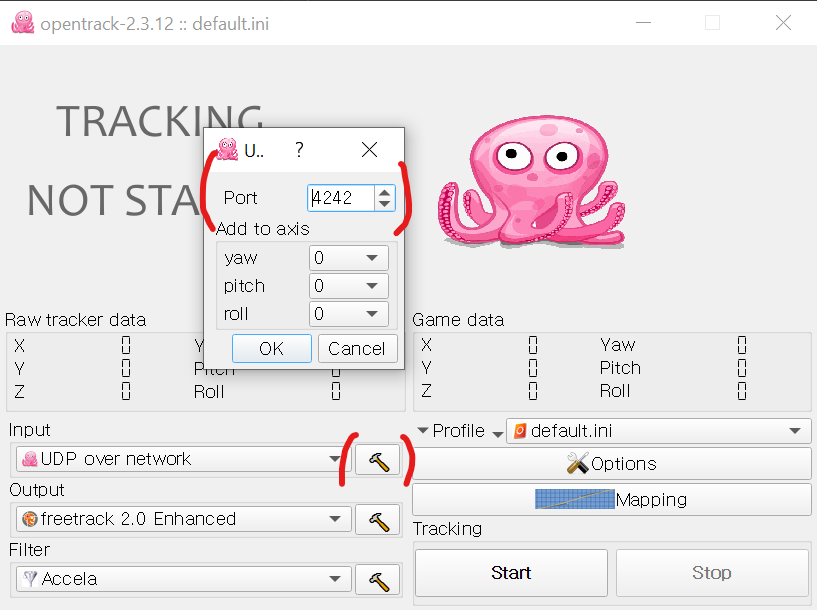 opentrack-2.3.12 :: default.ini
TRACKING
NOT STA
U.. ?
Port 4242
Add to axis
yaw 0
pitch 0
roll 0
OK Cancel
Raw tracker data
X 0 Y
Y 0 Pitch 0
Z 0 Roll 0
Game data
X 0 Yaw 0
Y 0 Pitch 0
Z 0 Roll 0
Input
UDP over network
Output
freetrack 2.0 Enhanced
Filter
Accela
Profile default.ini
Options
Mapping
Tracking
Start Stop